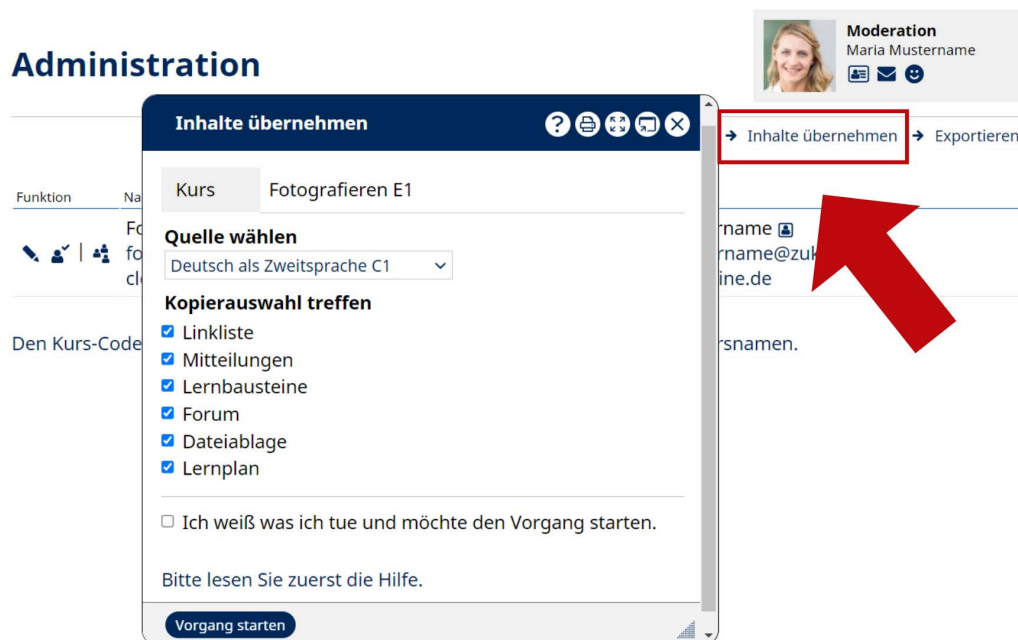 Administration
Moderation
Maria Mustername
Inhalte übernehmen
Inhalte übernehmen
Exportieren
Kurs
Fotografieren E1
Funktion
Quelle wählen
Deutsch als Zweitsprache C1
Kopierauswahl treffen
Linkliste
Mitteilungen
Lernbausteine
Forum
Dateiablage
Lernplan
Den Kurs-Code
Ich weiß was ich tue und möchte den Vorgang starten.
Bitte lesen Sie zuerst die Hilfe.
Vorgang starten